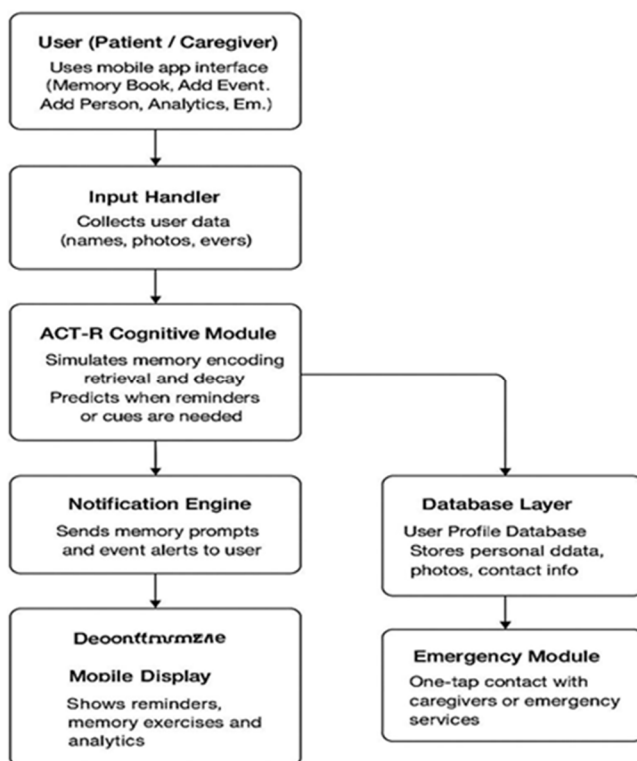 User (Patient / Caregiver)
Uses mobile app interface
(Memory Book, Add Event.
Add Person, Analytics, Em.)
Input Handler
Collects user data
(names, photos, evers)
ACT-R Cognitive Module
Simulates memory encoding
retrieval and decay
Predicts when reminders
or cues are needed
Notification Engine
Sends memory prompts
and event alerts to user
Mobile Display
Shows reminders,
memory exercises and
analytics
Database Layer
User Profile Database
Stores personal ddata,
photos, contact info
Emergency Module
One-tap contact with
caregivers or emergency
services